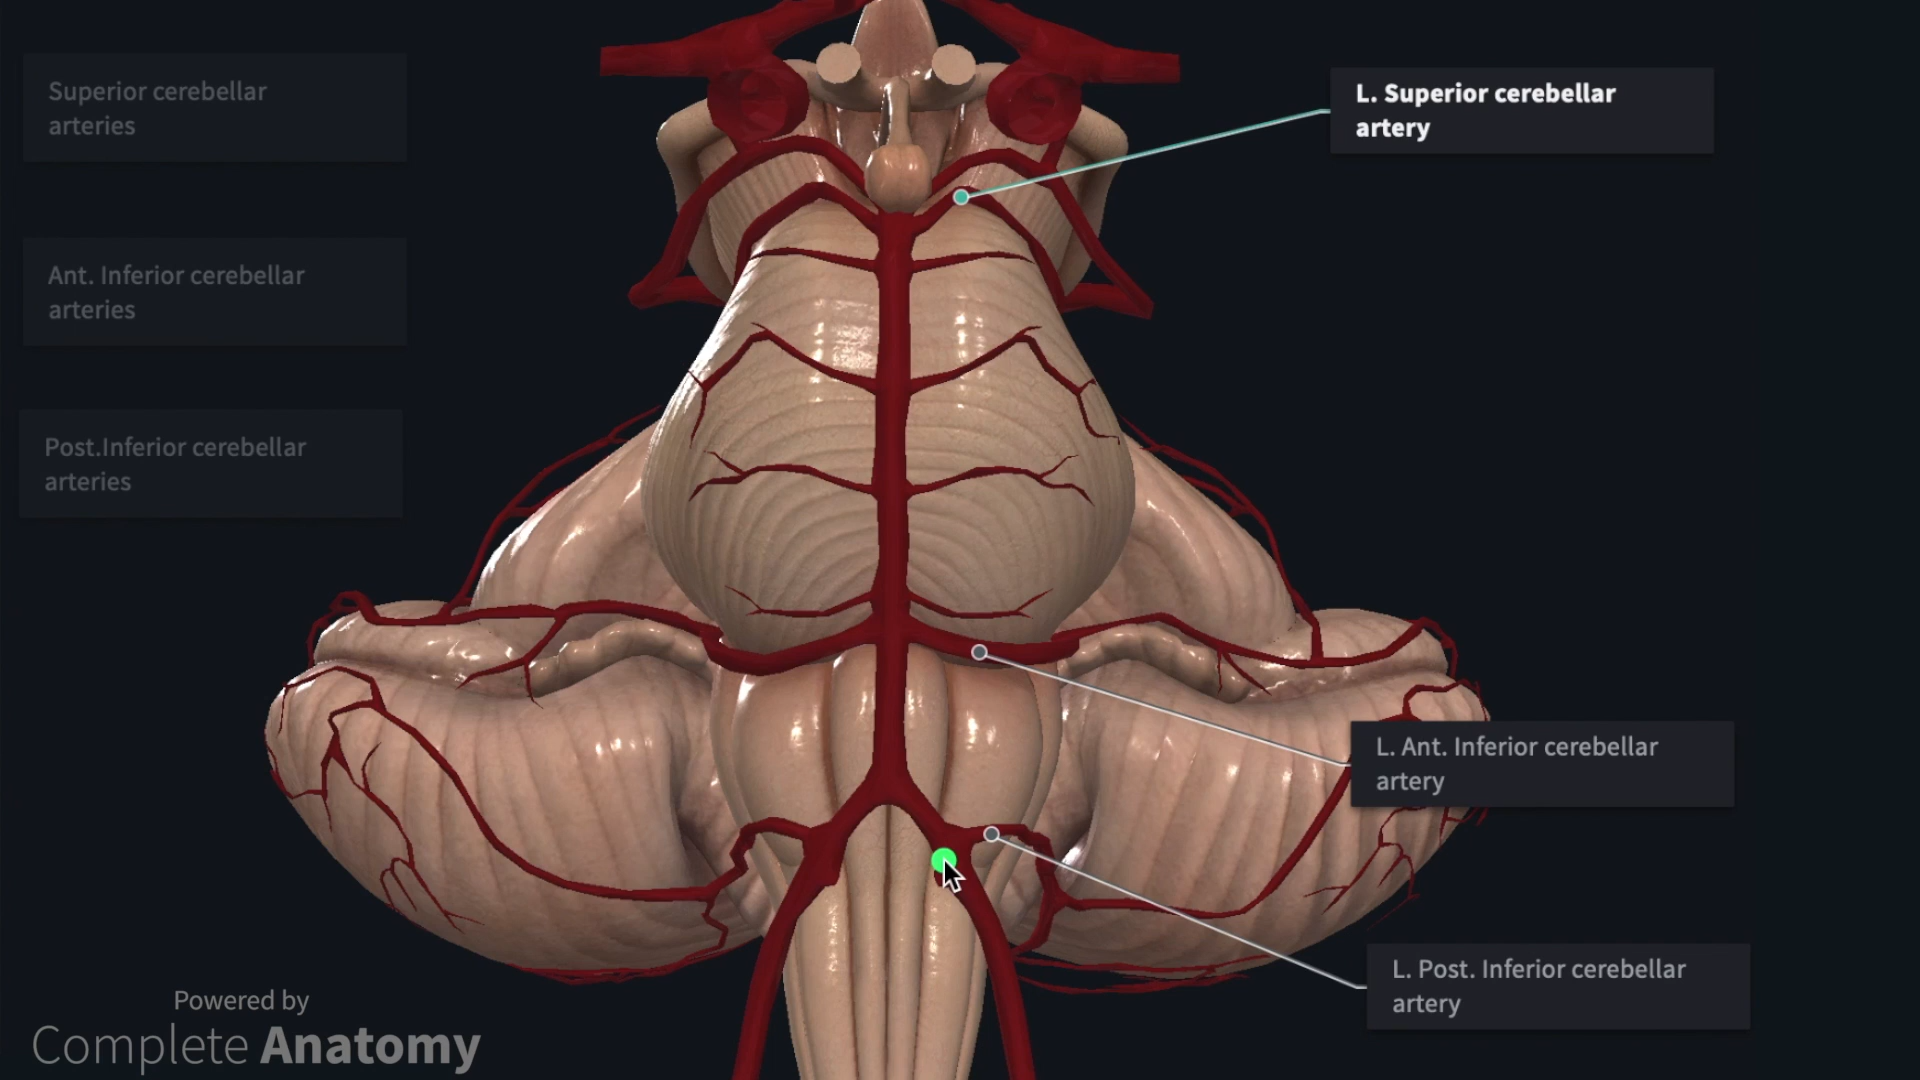 Superior cerebellar
arteries
Ant. Inferior cerebellar
arteries
Post.Inferior cerebellar
arteries
L. Superior cerebellar
artery
L. Ant. Inferior cerebellar
artery
L. Post. Inferior cerebellar
artery
Powered by
Complete Anatomy